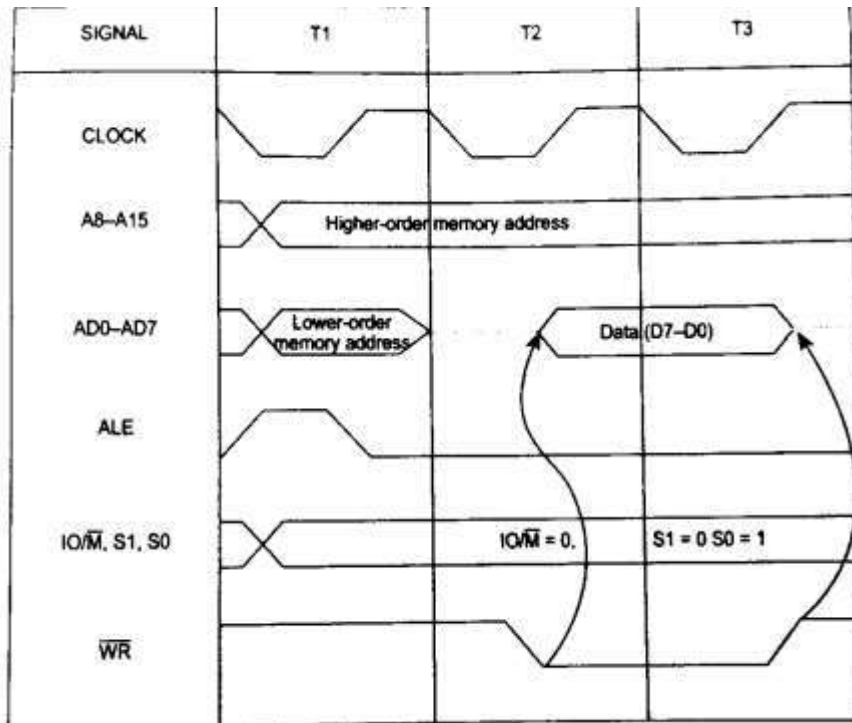 SIGNAL T1 T2 T3
CLOCK
A8–A15 Higher-order memory address
AD0–AD7 Lower-order memory address Data (D7–D0)
ALE
IO/M̅, S1, S0 IO/M̅ = 0, S1 = 0 S0 = 1
W̅R̅